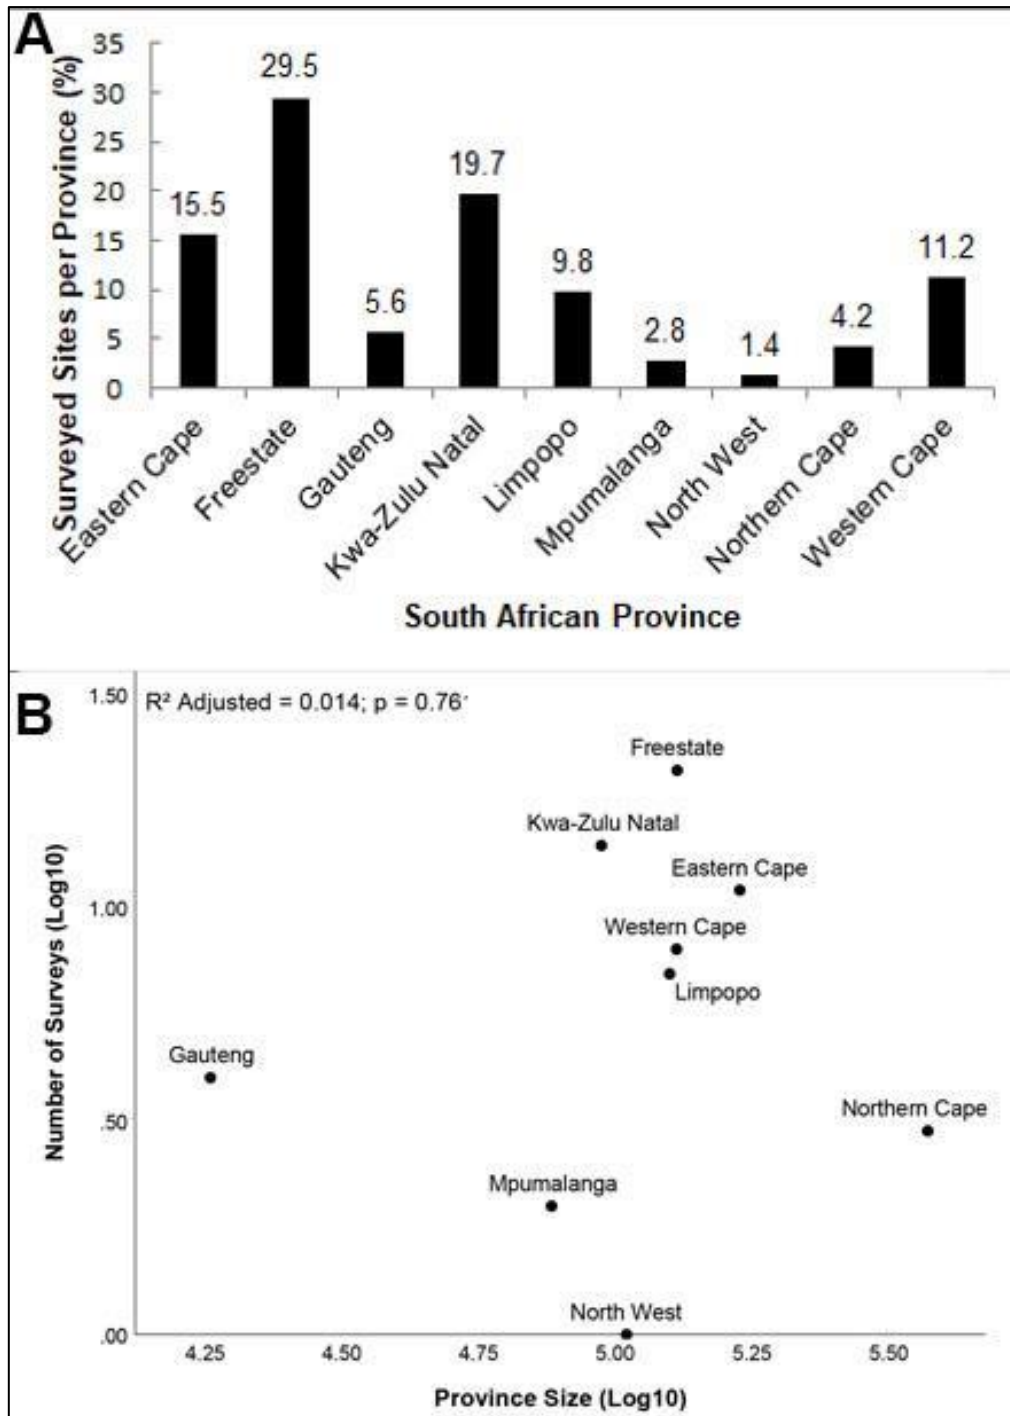 A
Surveyed Sites per Province (%)
35
30
25
20
15
10
5
0
15.5
29.5
5.6
19.7
9.8
2.8
1.4
4.2
11.2
Eastern Cape
Freestate
Gauteng
Kwa-Zulu Natal
Limpopo
Mpumalanga
North West
Northern Cape
Western Cape
South African Province
B
R² Adjusted = 0.014; p = 0.76
Number of Surveys (Log10)
1.50
1.00
.50
.00
Freestate
Kwa-Zulu Natal
Eastern Cape
Western Cape
Limpopo
Gauteng
Northern Cape
Mpumalanga
North West
4.25
4.50
4.75
5.00
5.25
5.50
Province Size (Log10)